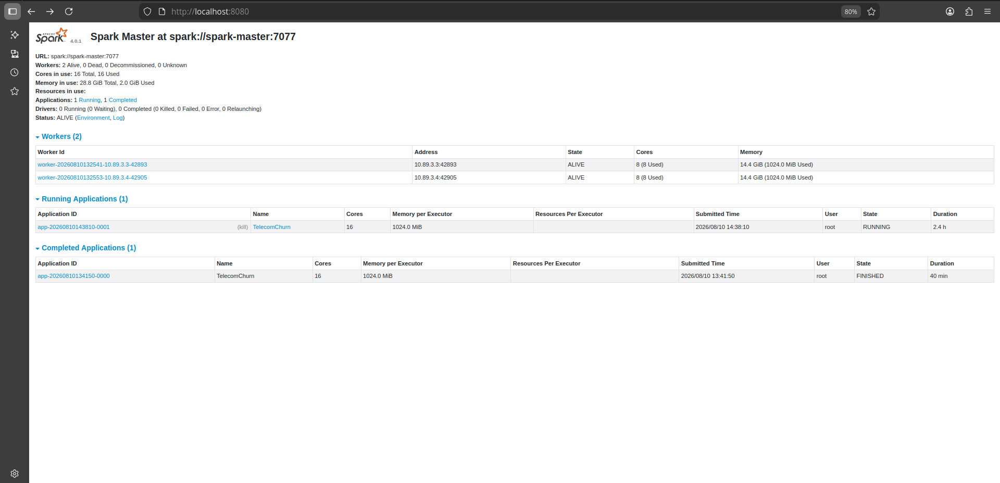 http://localhost:8080 80%
APACHE Spark 4.0.1 Spark Master at spark://spark-master:7077
URL: spark://spark-master:7077
Workers: 2 Alive, 0 Dead, 0 Decommissioned, 0 Unknown
Cores in use: 16 Total, 16 Used
Memory in use: 28.8 GiB Total, 2.0 GiB Used
Resources in use:
Applications: 1 Running, 1 Completed
Drivers: 0 Running (0 Waiting), 0 Completed (0 Killed, 0 Failed, 0 Error, 0 Relaunching)
Status: ALIVE (Environment, Log)
Workers (2)
Worker Id Address State Cores Memory
worker-20260810132541-10.89.3.3-42893 10.89.3.3:42893 ALIVE 8 (8 Used) 14.4 GiB (1024.0 MiB Used)
worker-20260810132553-10.89.3.4-42905 10.89.3.4:42905 ALIVE 8 (8 Used) 14.4 GiB (1024.0 MiB Used)
Running Applications (1)
Application ID Name Cores Memory per Executor Resources Per Executor Submitted Time User State Duration
app-20260810143810-0001 (kill) TelecomChurn 16 1024.0 MiB 2026/08/10 14:38:10 root RUNNING 2.4 h
Completed Applications (1)
Application ID Name Cores Memory per Executor Resources Per Executor Submitted Time User State Duration
app-20260810134150-0000 TelecomChurn 16 1024.0 MiB 2026/08/10 13:41:50 root FINISHED 40 min